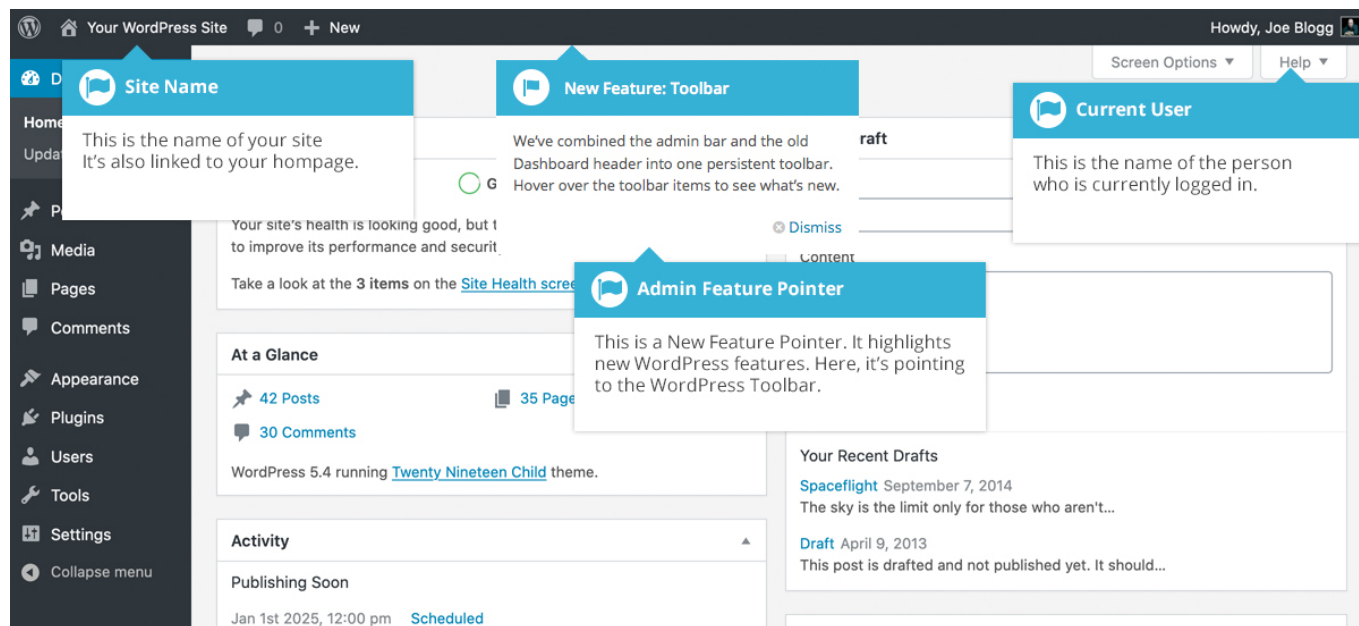 Your WordPress Site 0 New
Howdy, Joe Blogg
Screen Options ▼
Help ▼
D
Home
Updat
Media
Pages
Comments
Appearance
Plugins
Users
Tools
Settings
Collapse menu
Site Name
This is the name of your site
It's also linked to your hompage.
New Feature: Toolbar
We've combined the admin bar and the old
Dashboard header into one persistent toolbar.
Hover over the toolbar items to see what's new.
Dismiss
Current User
This is the name of the person
who is currently logged in.
Admin Feature Pointer
This is a New Feature Pointer. It highlights
new WordPress features. Here, it's pointing
to the WordPress Toolbar.
G
Your site's health is looking good, but t
to improve its performance and securit
Take a look at the 3 items on the Site Health scree
At a Glance
42 Posts
35 Page
30 Comments
WordPress 5.4 running Twenty Nineteen Child theme.
Activity
Publishing Soon
Jan 1st 2025, 12:00 pm Scheduled
raft
Content
Your Recent Drafts
Spaceflight September 7, 2014
The sky is the limit only for those who aren't...
Draft April 9, 2013
This post is drafted and not published yet. It should...